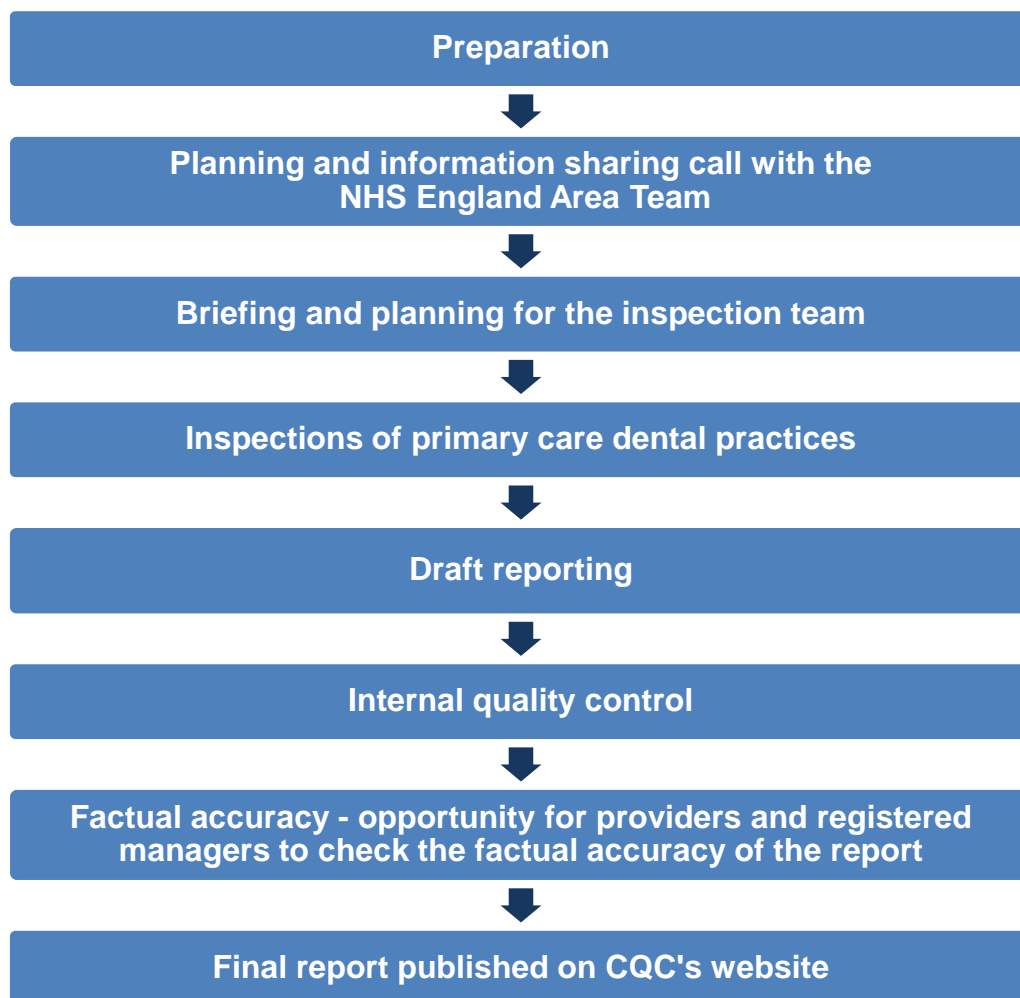 Preparation
Planning and information sharing call with the
NHS England Area Team
Briefing and planning for the inspection team
Inspections of primary care dental practices
Draft reporting
Internal quality control
Factual accuracy - opportunity for providers and registered
managers to check the factual accuracy of the report
Final report published on CQC's website